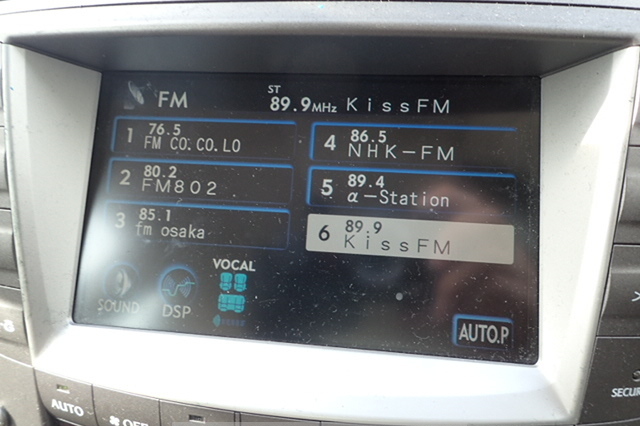 FM
ST
89.9MHz KissFM
1 76.5
FM CO.CO.LO
2 80.2
FM802
3 85.1
fm osaka
4 86.5
NHK-FM
5 89.4
α-Station
6 89.9
KissFM
SOUND
DSP
VOCAL
AUTO.P
AUTO
OFF
SECUR